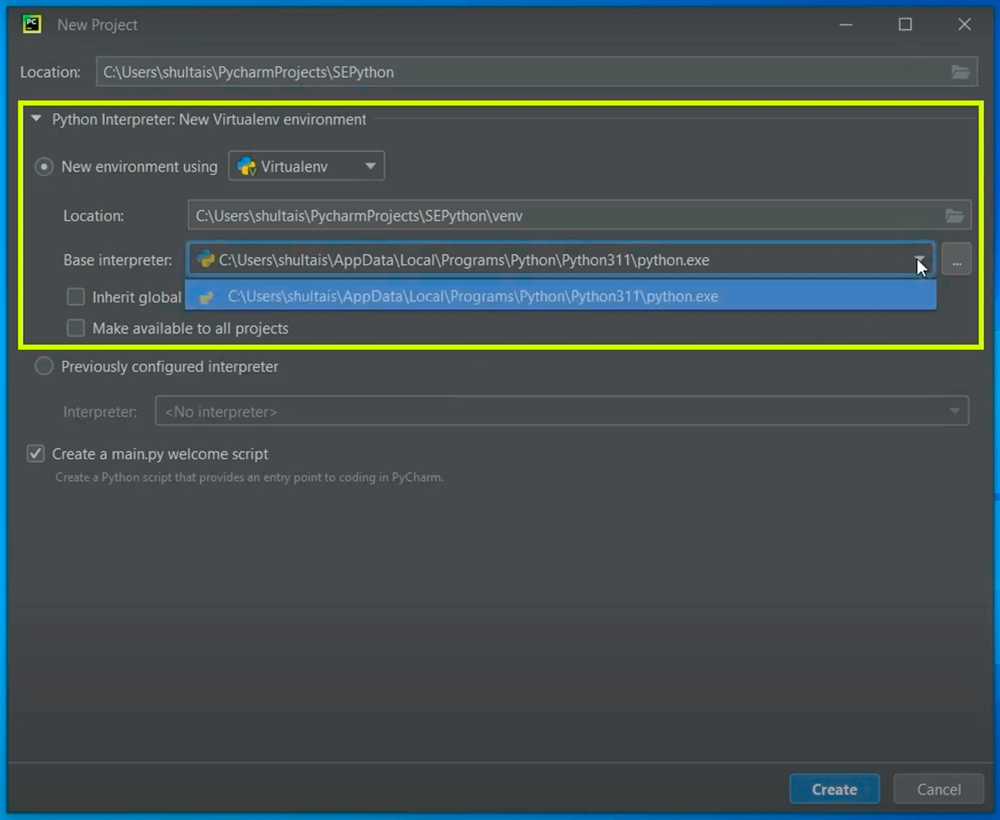 PC
New Project
Location: C:\Users\shultais\PycharmProjects\SEPython
Python Interpreter: New Virtualenv environment
New environment using Virtualenv
Location: C:\Users\shultais\PycharmProjects\SEPython\venv
Base interpreter: C:\Users\shultais\AppData\Local\Programs\Python\Python311\python.exe ...
Inherit global C:\Users\shultais\AppData\Local\Programs\Python\Python311\python.exe
Make available to all projects
Previously configured interpreter
Interpreter: <No interpreter>
Create a main.py welcome script
Create a Python script that provides an entry point to coding in PyCharm.
Create Cancel